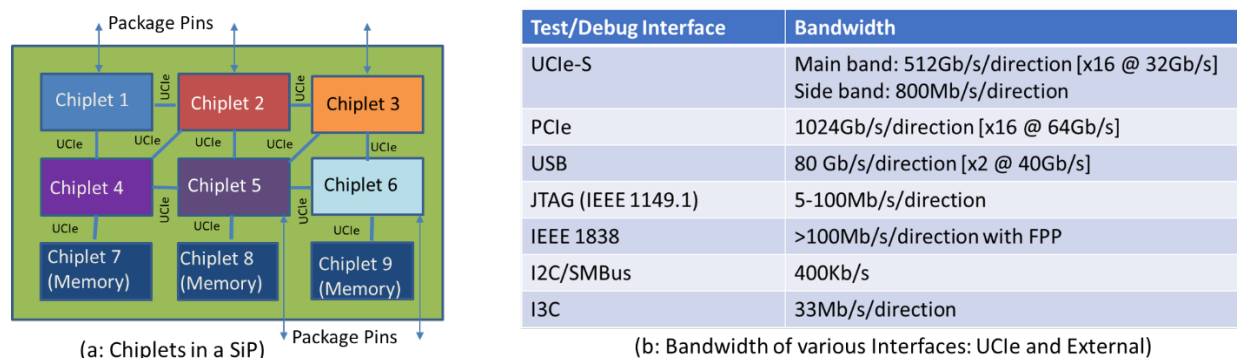 Package Pins
Chiplet 1
UCIe
Chiplet 2
UCIe
Chiplet 3
UCIe
UCIe
UCIe
UCIe
Chiplet 4
UCIe
Chiplet 5
UCIe
Chiplet 6
UCIe
UCIe
UCIe
Chiplet 7
(Memory)
Chiplet 8
(Memory)
Chiplet 9
(Memory)
Package Pins
(a: Chiplets in a SiP)
Test/Debug Interface Bandwidth
UCIe-S Main band: 512Gb/s/direction [x16 @ 32Gb/s]
Side band: 800Mb/s/direction
PCIe 1024Gb/s/direction [x16 @ 64Gb/s]
USB 80 Gb/s/direction [x2 @ 40Gb/s]
JTAG (IEEE 1149.1) 5-100Mb/s/direction
IEEE 1838 >100Mb/s/direction with FPP
I2C/SMBus 400Kb/s
I3C 33Mb/s/direction
(b: Bandwidth of various Interfaces: UCIe and External)